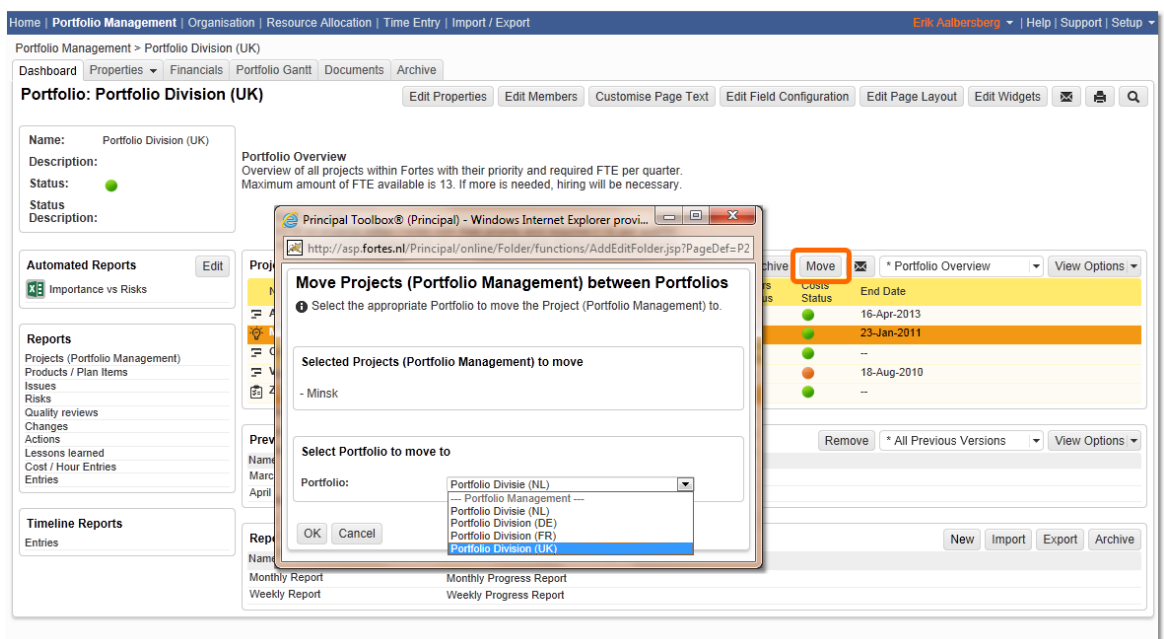 Home | Portfolio Management | Organisation | Resource Allocation | Time Entry | Import / Export
Erik Aalbersberg | Help | Support | Setup
Portfolio Management > Portfolio Division (UK)
Dashboard Properties Financials Portfolio Gantt Documents Archive
Portfolio: Portfolio Division (UK)
Edit Properties Edit Members Customise Page Text Edit Field Configuration Edit Page Layout Edit Widgets
Name: Portfolio Division (UK)
Description:
Status:
Status
Description:
Portfolio Overview
Overview of all projects within Fortes with their priority and required FTE per quarter.
Maximum amount of FTE available is 13. If more is needed, hiring will be necessary.
Automated Reports Edit
Importance vs Risks
Reports
Projects (Portfolio Management)
Products / Plan Items
Issues
Risks
Quality reviews
Changes
Actions
Lessons learned
Cost / Hour Entries
Entries
Timeline Reports
Entries
Principal Toolbox® (Principal) - Windows Internet Explorer provi...
http://asp.fortes.nl/Principal/online/Folder/functions/AddEditFolder.jsp?PageDef=P2
Move Projects (Portfolio Management) between Portfolios
Select the appropriate Portfolio to move the Project (Portfolio Management) to.
Selected Projects (Portfolio Management) to move
- Minsk
Select Portfolio to move to
Portfolio: Portfolio Divisie (NL)
--- Portfolio Management ---
Portfolio Divisie (NL)
Portfolio Division (DE)
Portfolio Division (FR)
Portfolio Division (UK)
OK Cancel
Move * Portfolio Overview View Options
Costs
Status End Date
16-Apr-2013
23-Jan-2011
--
18-Aug-2010
--
Remove * All Previous Versions View Options
Name
April
New Import Export Archive
Name
Monthly Report Monthly Progress Report
Weekly Report Weekly Progress Report